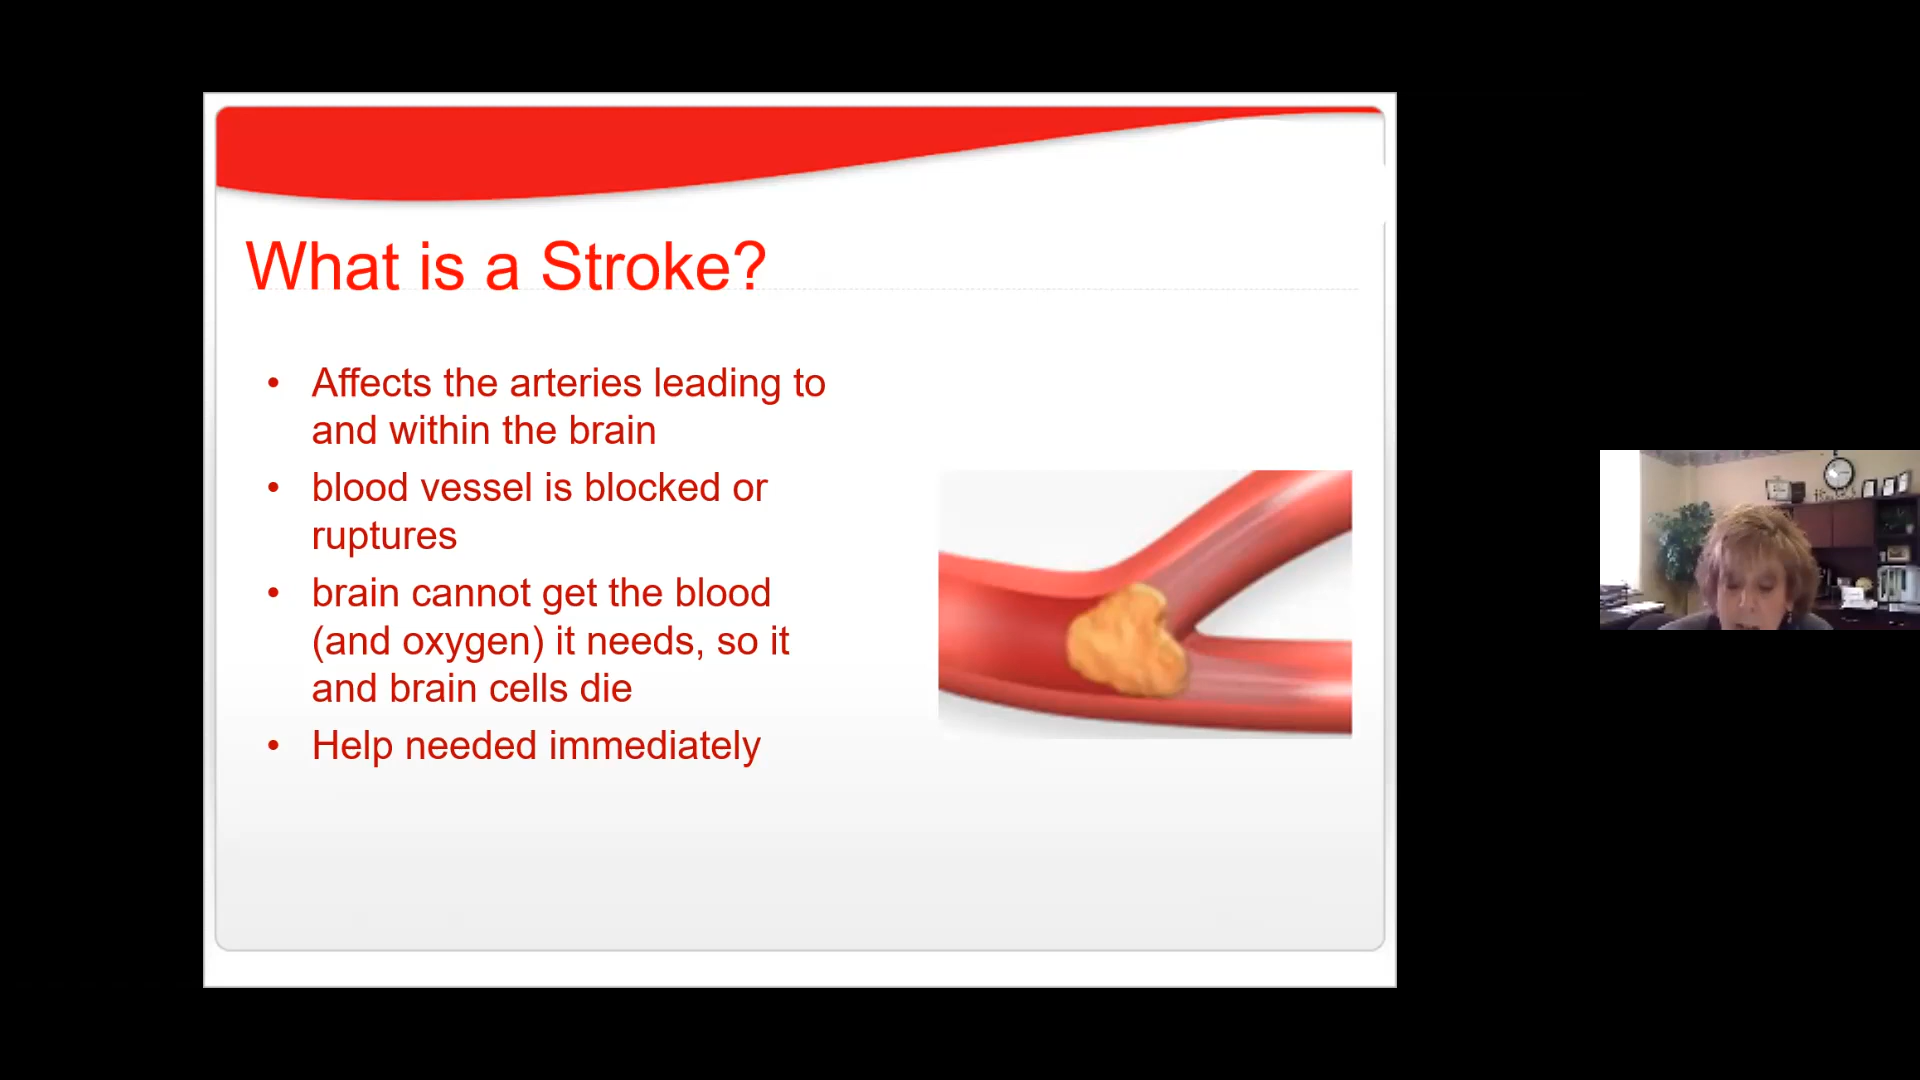 What is a Stroke?
• Affects the arteries leading to
and within the brain
• blood vessel is blocked or
ruptures
• brain cannot get the blood
(and oxygen) it needs, so it
and brain cells die
• Help needed immediately